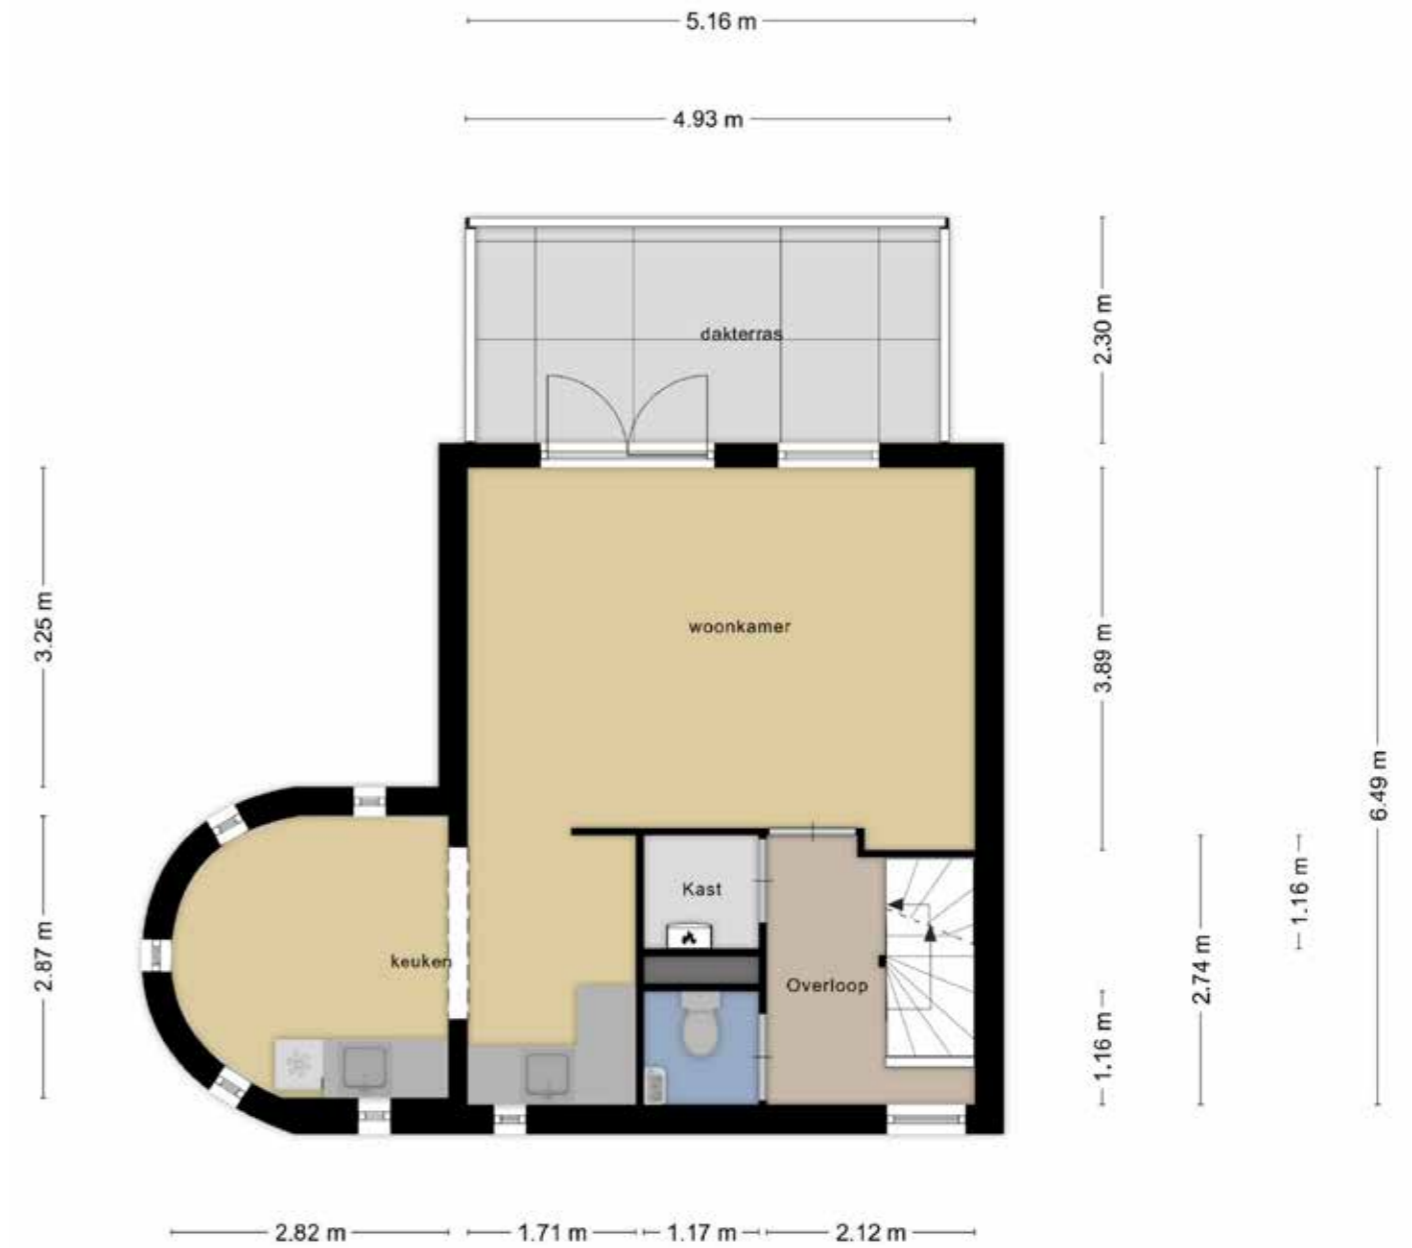 5.16 m
4.93 m
dakterras
2.30 m
woonkamer
3.25 m
3.89 m
6.49 m
Kast
1.16 m
keuken
Overloop
2.87 m
2.74 m
1.16 m
2.82 m
1.71 m
1.17 m
2.12 m